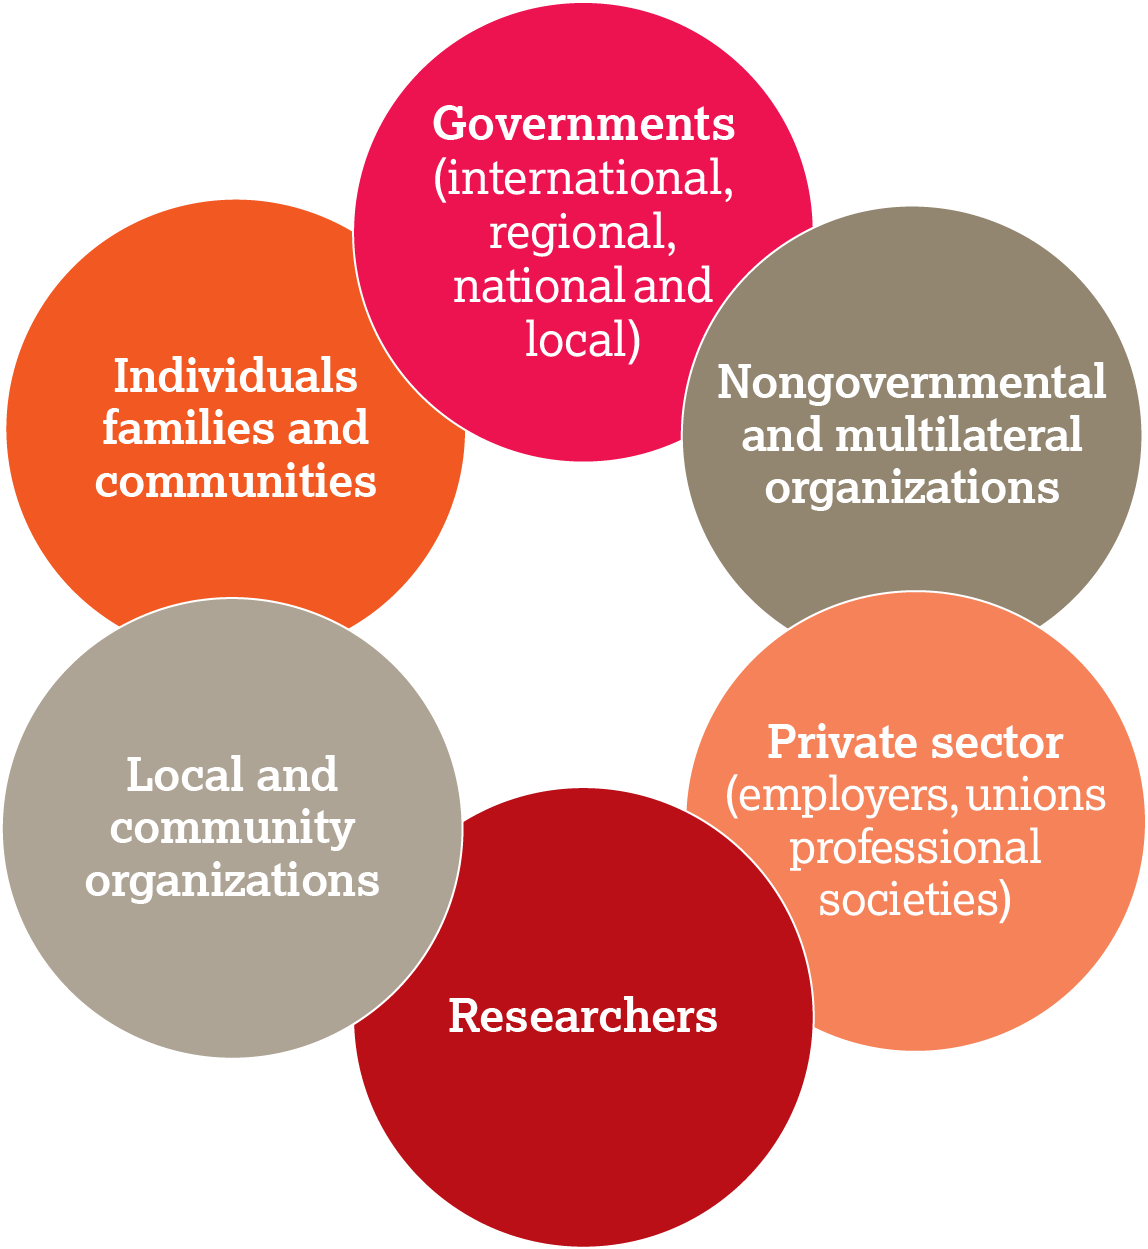 Governments
(international,
regional,
national and
local)
Nongovernmental
and multilateral
organizations
Private sector
(employers, unions
professional
societies)
Researchers
Local and
community
organizations
Individuals
families and
communities